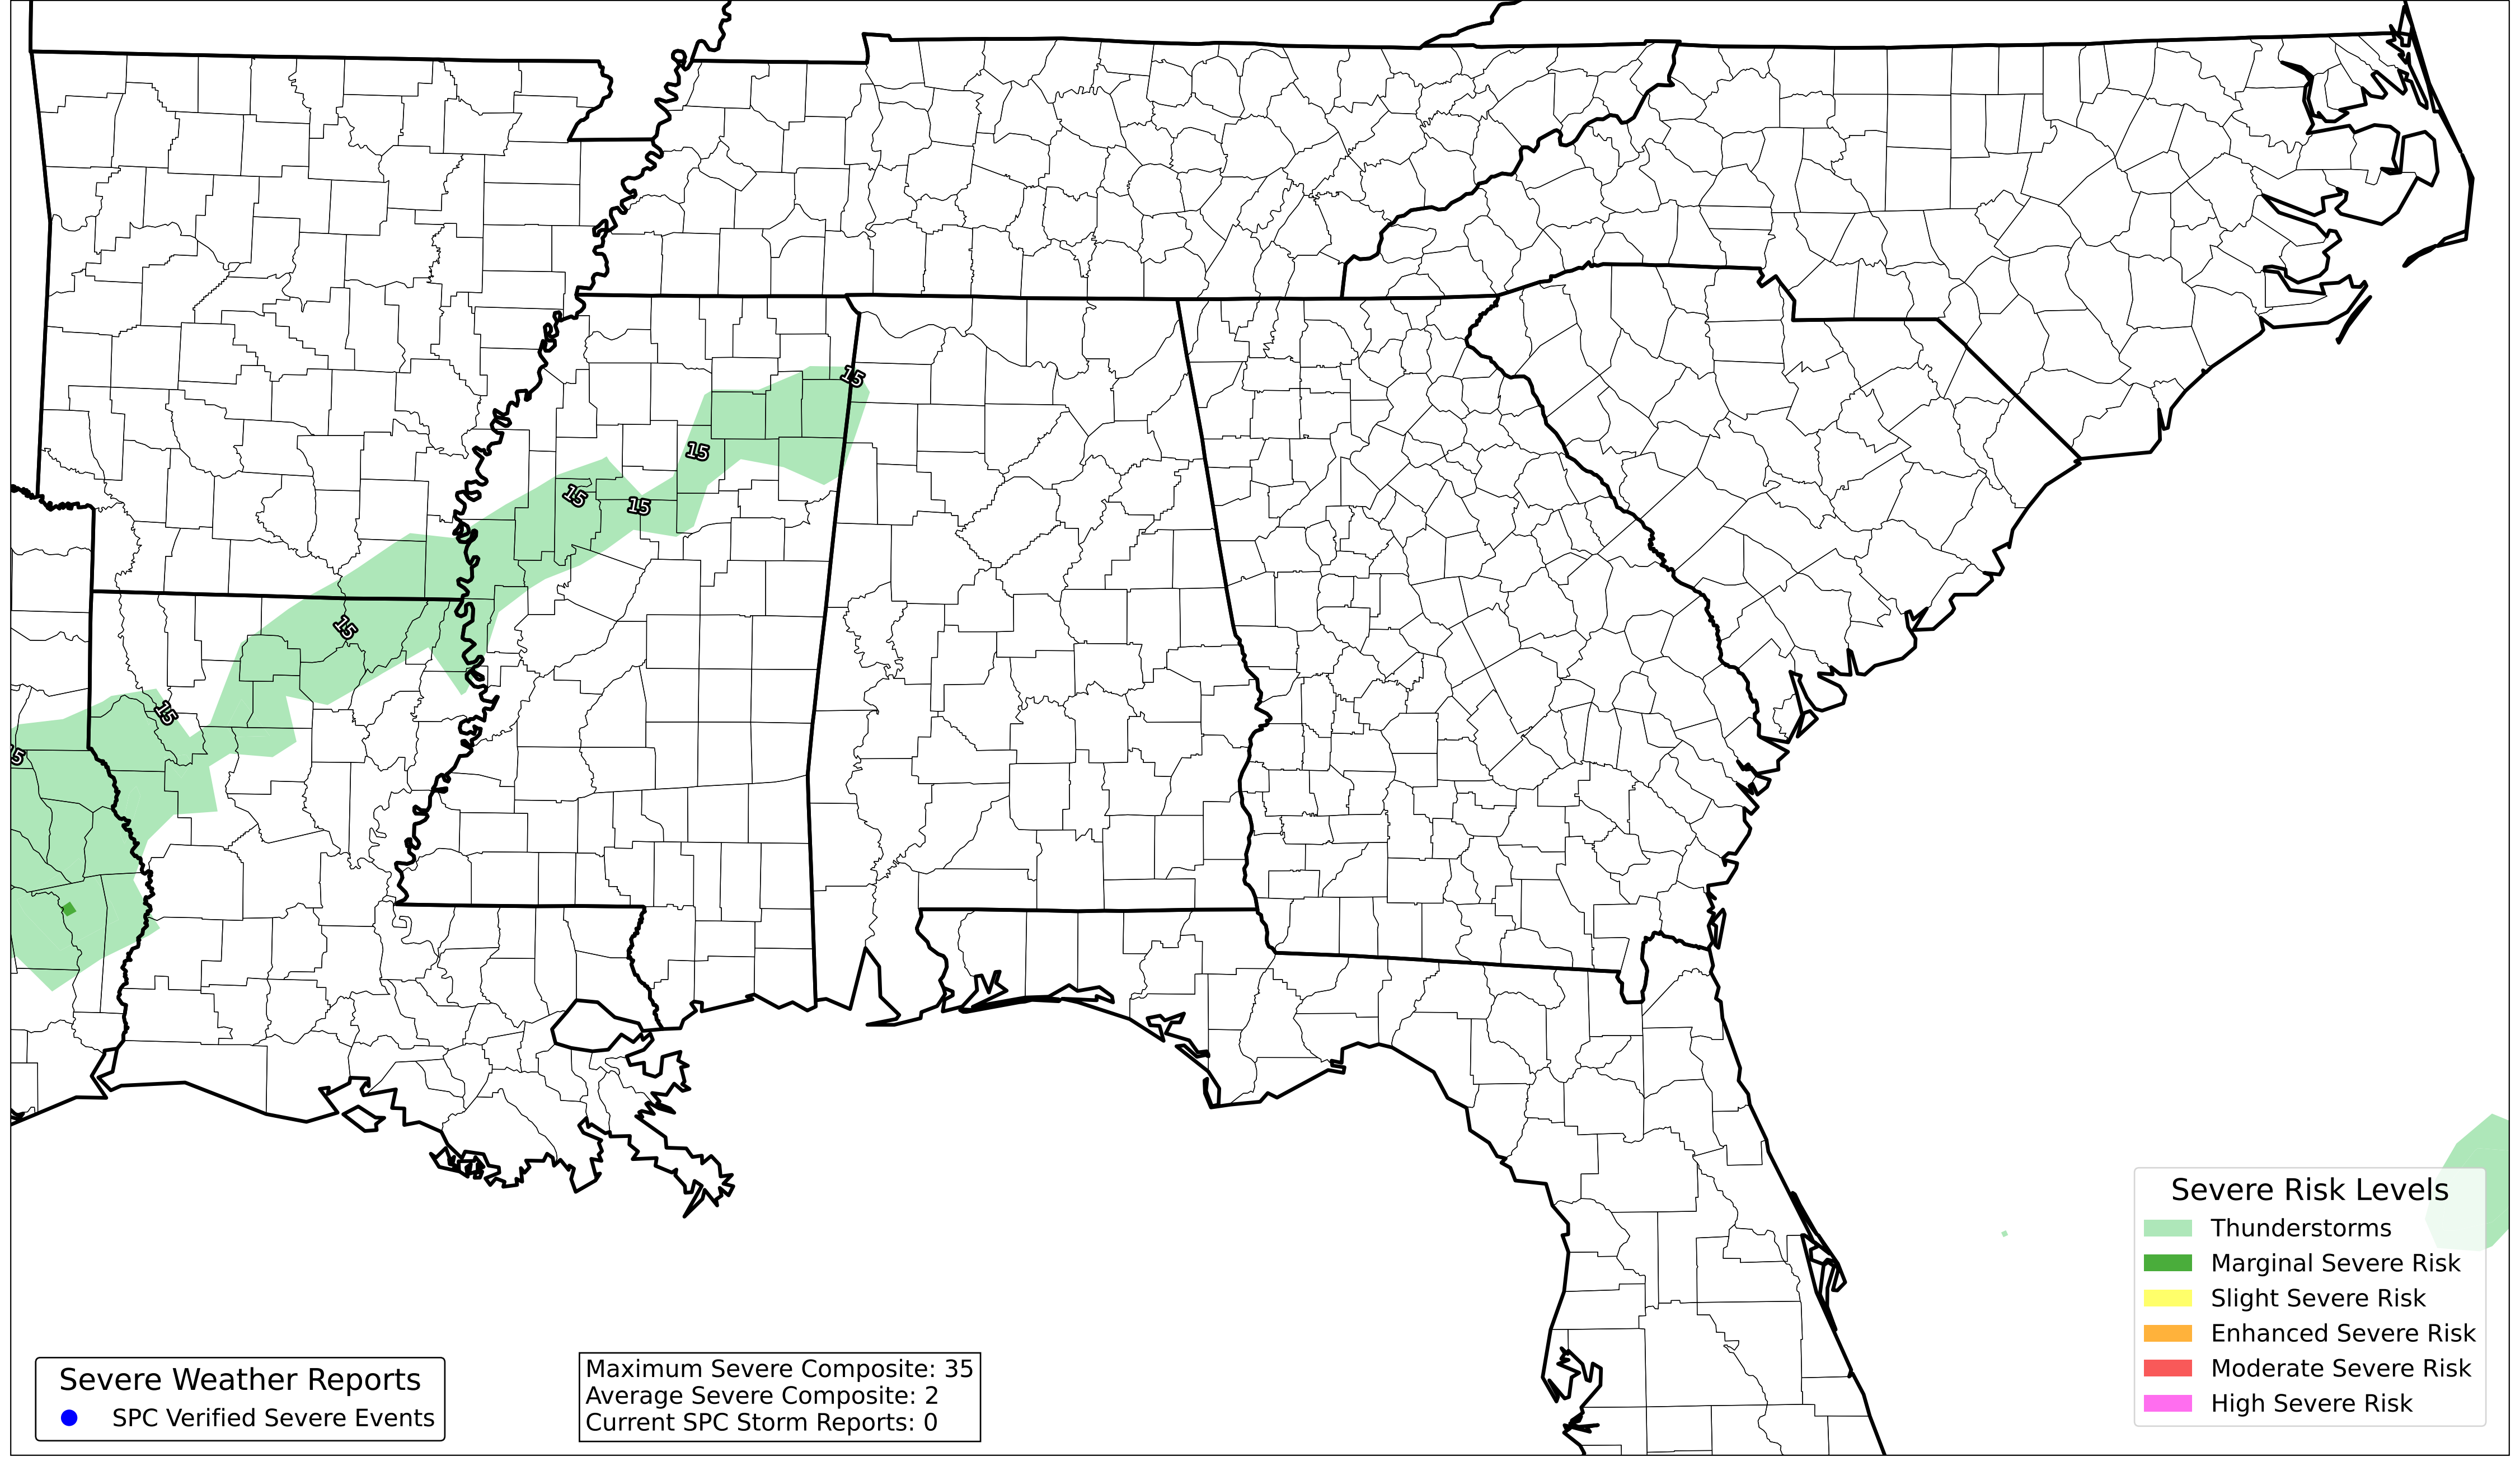 15
15
15
15
15
15
5
Severe Risk Levels
Thunderstorms
Marginal Severe Risk
Slight Severe Risk
Enhanced Severe Risk
Moderate Severe Risk
High Severe Risk
Severe Weather Reports
SPC Verified Severe Events
Maximum Severe Composite: 35
Average Severe Composite: 2
Current SPC Storm Reports: 0